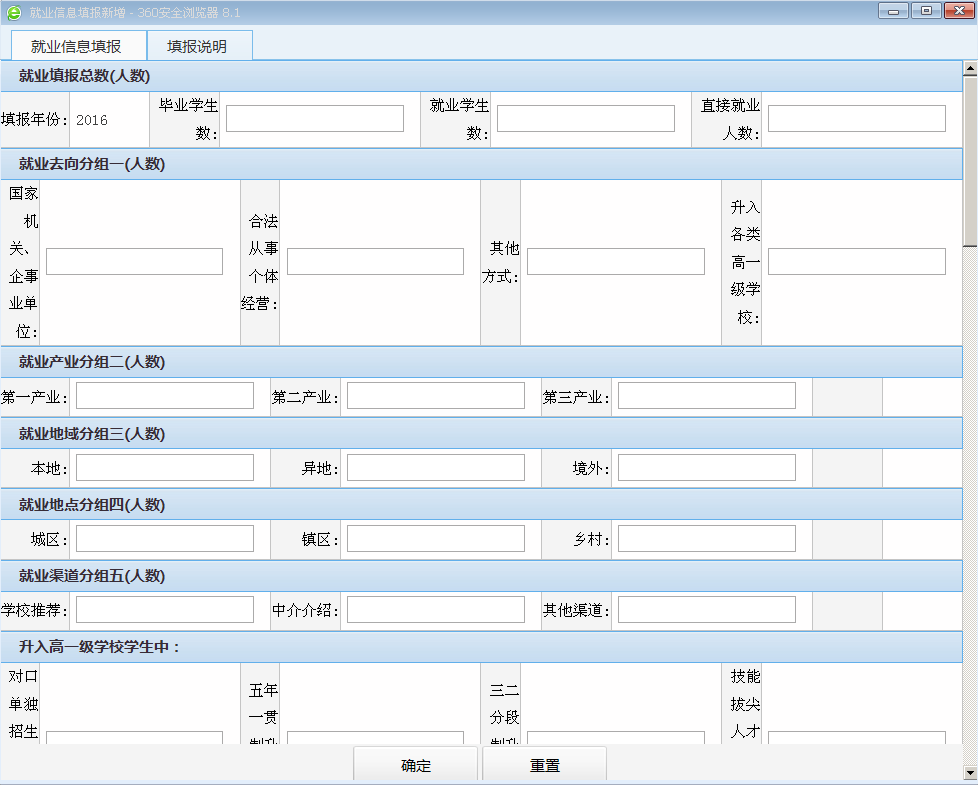 就业信息填报新增 - 360安全浏览器 8.1
就业信息填报 填报说明
就业填报总数(人数)
填报年份: 2016 毕业学生数: 就业学生数: 直接就业人数:
就业去向分组一(人数)
国家机关、企事业单位: 合法从事个体经营: 其他方式: 升入各类高一级学校:
就业产业分组二(人数)
第一产业: 第二产业: 第三产业:
就业地域分组三(人数)
本地: 异地: 境外:
就业地点分组四(人数)
城区: 镇区: 乡村:
就业渠道分组五(人数)
学校推荐: 中介介绍: 其他渠道:
升入高一级学校学生中：
对口单独招生 五年一贯制升 三二分段制升 技能拔尖人才
确定 重置